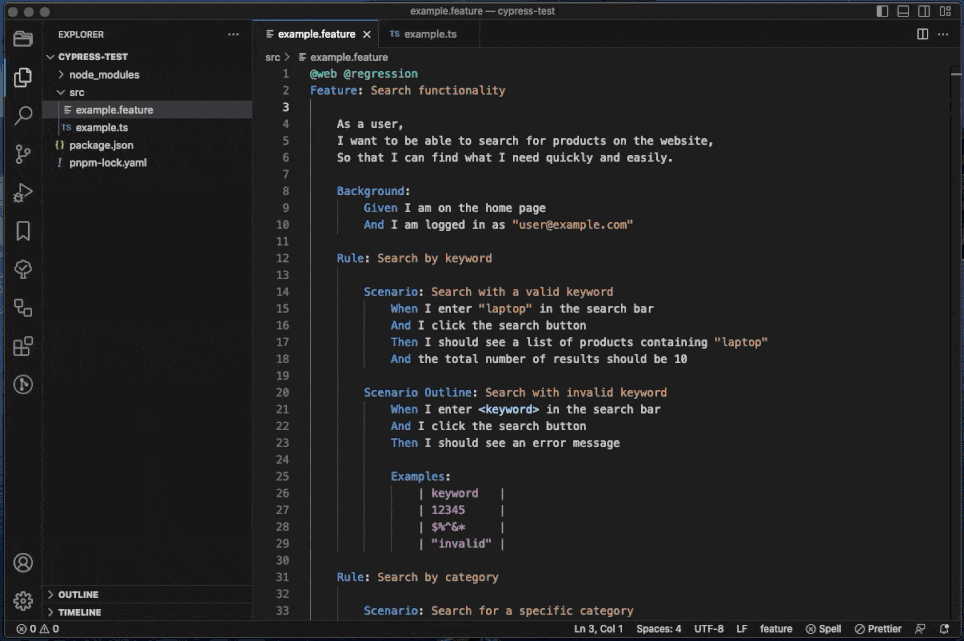 example.feature — cypress-test
EXPLORER
CYPRESS-TEST
node_modules
src
example.feature
TS example.ts
{} package.json
! pnpm-lock.yaml
OUTLINE
TIMELINE
example.feature
TS example.ts
src > example.feature
1 @web @regression
2 Feature: Search functionality
3
4 As a user,
5 I want to be able to search for products on the website,
6 So that I can find what I need quickly and easily.
7
8 Background:
9 Given I am on the home page
10 And I am logged in as "user@example.com"
11
12 Rule: Search by keyword
13
14 Scenario: Search with a valid keyword
15 When I enter "laptop" in the search bar
16 And I click the search button
17 Then I should see a list of products containing "laptop"
18 And the total number of results should be 10
19
20 Scenario Outline: Search with invalid keyword
21 When I enter <keyword> in the search bar
22 And I click the search button
23 Then I should see an error message
24
25 Examples:
26 | keyword |
27 | 12345 |
28 | $%^&* |
29 | "invalid" |
30
31 Rule: Search by category
32
33 Scenario: Search for a specific category
0 0
Ln 3, Col 1 Spaces: 4 UTF-8 LF feature Spell Prettier